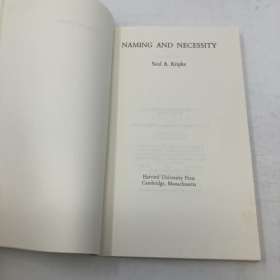 NAMING AND NECESSITY
Saul A. Kripke
Harvard University Press
Cambridge, Massachusetts